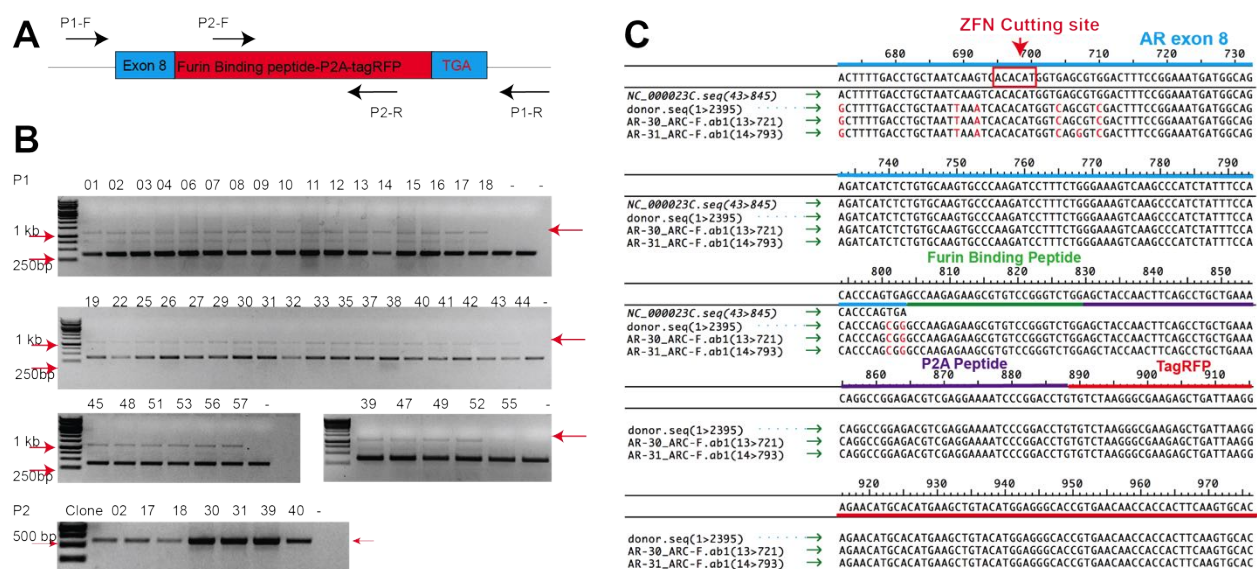 A
P1-F
P2-F
Exon 8 Furin Binding peptide-P2A-tagRFP TGA
P2-R
P1-R
B
P1
01 02 03 04 06 07 08 09 10 11 12 13 14 15 16 17 18 - -
1 kb
250bp
19 22 25 26 27 29 30 31 32 33 35 37 38 40 41 42 43 44 -
1 kb
250bp
45 48 51 53 56 57 -
1 kb
250bp
39 47 49 52 55 -
P2 Clone 02 17 18 30 31 39 40 -
500 bp
C
ZFN Cutting site
AR exon 8
680 690 700 710 720 730
ACTTTTGACCTGCTAATCAAGTCACACATGGTGAGCGTGGACTTTCCGGAAATGATGGCAG
NC_000023C.seq(43>845) → ACTTTTGACCTGCTAATCAAGTCACACATGGTGAGCGTGGACTTTCCGGAAATGATGGCAG
donor.seq(1>2395) → GCTTTTGACCTGCTAATTAAATCACACATGGTCAGCGTCGACTTTCCGGAAATGATGGCAG
AR-30_ARC-F.ab1(13>721) → GCTTTTGACCTGCTAATTAAATCACACATGGTCAGCGTCGACTTTCCGGAAATGATGGCAG
AR-31_ARC-F.ab1(14>793) → GCTTTTGACCTGCTAATTAAATCACACATGGTCAGGGTCGACTTTCCGGAAATGATGGCAG
740 750 760 770 780 790
AGATCATCTCTGTGCAAGTGCCCAAGATCCTTTCTGGGAAAGTCAAGCCCATCTATTTCCA
NC_000023C.seq(43>845) → AGATCATCTCTGTGCAAGTGCCCAAGATCCTTTCTGGGAAAGTCAAGCCCATCTATTTCCA
donor.seq(1>2395) → AGATCATCTCTGTGCAAGTGCCCAAGATCCTTTCTGGGAAAGTCAAGCCCATCTATTTCCA
AR-30_ARC-F.ab1(13>721) → AGATCATCTCTGTGCAAGTGCCCAAGATCCTTTCTGGGAAAGTCAAGCCCATCTATTTCCA
AR-31_ARC-F.ab1(14>793) → AGATCATCTCTGTGCAAGTGCCCAAGATCCTTTCTGGGAAAGTCAAGCCCATCTATTTCCA
Furin Binding Peptide
800 810 820 830 840 850
CACCCAGTGAGCCAAGAGAAGCGTGTCCGGGTCTGGAGCTACCAACTTCAGCCTGCTGAAA
NC_000023C.seq(43>845) → CACCCAGTGA
donor.seq(1>2395) → CACCCAGCGGGCCAAGAGAAGCGTGTCCGGGTCTGGAGCTACCAACTTCAGCCTGCTGAAA
AR-30_ARC-F.ab1(13>721) → CACCCAGCGGGCCAAGAGAAGCGTGTCCGGGTCTGGAGCTACCAACTTCAGCCTGCTGAAA
AR-31_ARC-F.ab1(14>793) → CACCCAGCGGGCCAAGAGAAGCGTGTCCGGGTCTGGAGCTACCAACTTCAGCCTGCTGAAA
P2A Peptide TagRFP
860 870 880 890 900 910
CAGGCCGGAGACGTCGAGGAAAATCCCGGACCTGTGTCTAAGGGCGAAGAGCTGATTAAGG
donor.seq(1>2395) → CAGGCCGGAGACGTCGAGGAAAATCCCGGACCTGTGTCTAAGGGCGAAGAGCTGATTAAGG
AR-30_ARC-F.ab1(13>721) → CAGGCCGGAGACGTCGAGGAAAATCCCGGACCTGTGTCTAAGGGCGAAGAGCTGATTAAGG
AR-31_ARC-F.ab1(14>793) → CAGGCCGGAGACGTCGAGGAAAATCCCGGACCTGTGTCTAAGGGCGAAGAGCTGATTAAGG
920 930 940 950 960 970
AGAACATGCACATGAAGCTGTACATGGAGGGCACCGTGAACAACCACCACTTCAAGTGCAC
donor.seq(1>2395) → AGAACATGCACATGAAGCTGTACATGGAGGGCACCGTGAACAACCACCACTTCAAGTGCAC
AR-30_ARC-F.ab1(13>721) → AGAACATGCACATGAAGCTGTACATGGAGGGCACCGTGAACAACCACCACTTCAAGTGCAC
AR-31_ARC-F.ab1(14>793) → AGAACATGCACATGAAGCTGTACATGGAGGGCACCGTGAACAACCACCACTTCAAGTGCAC